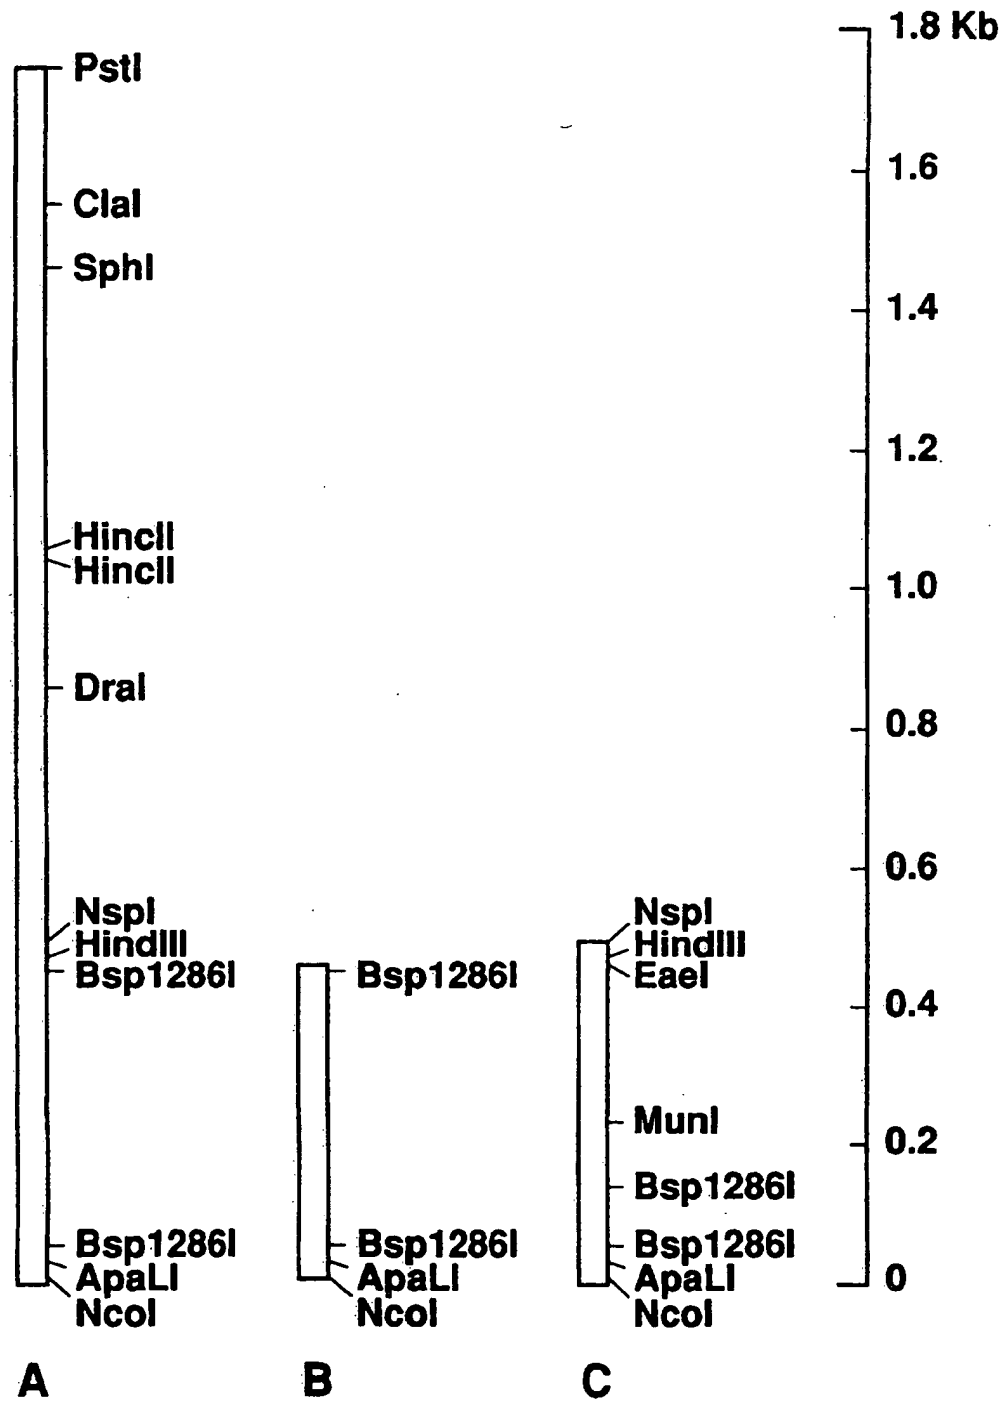 PstI
ClaI
SphI
HincII
HincII
DraI
NspI
HindIII
Bsp1286I
Bsp1286I
ApaLI
NcoI
A
Bsp1286I
Bsp1286I
ApaLI
NcoI
B
NspI
HindIII
EaeI
MunI
Bsp1286I
Bsp1286I
ApaLI
NcoI
C
1.8 Kb
1.6
1.4
1.2
1.0
0.8
0.6
0.4
0.2
0